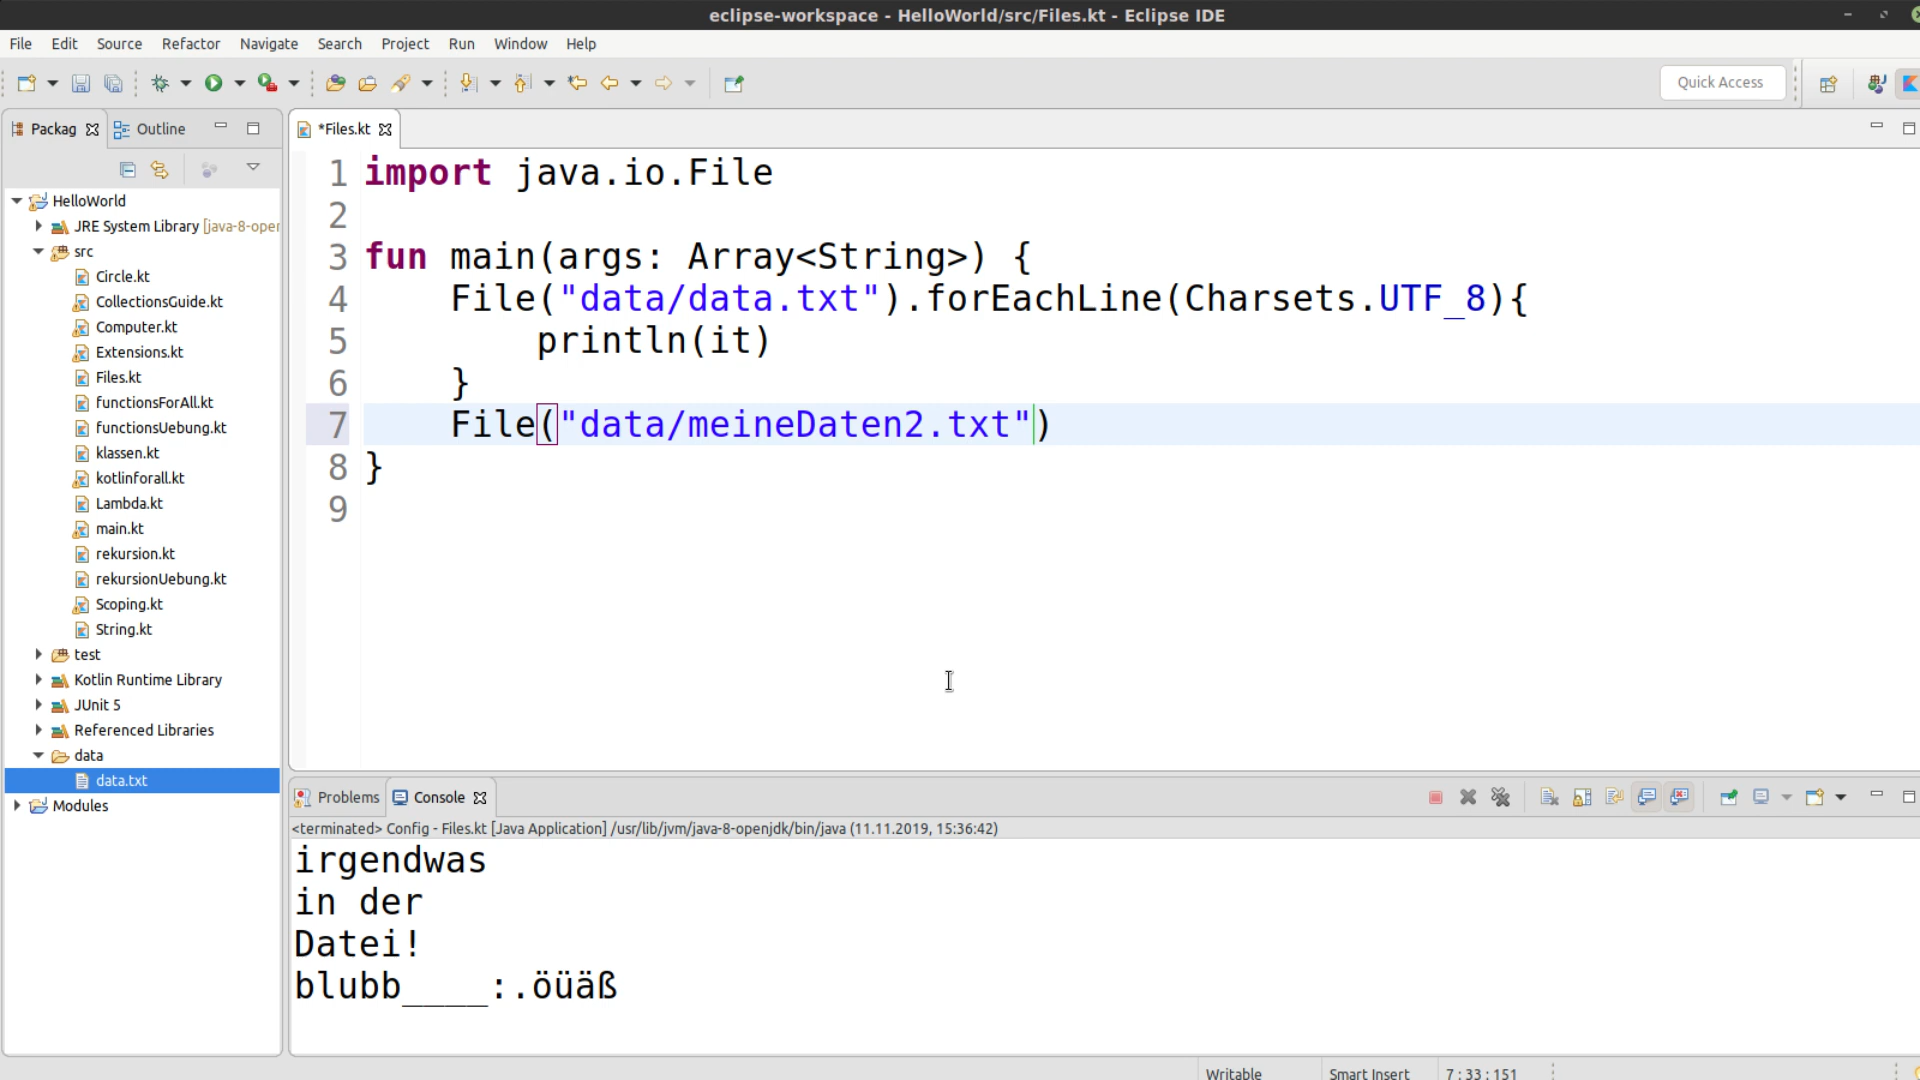 eclipse-workspace - HelloWorld/src/Files.kt - Eclipse IDE
File Edit Source Refactor Navigate Search Project Run Window Help
Quick Access
Packag Outline
*Files.kt
HelloWorld
JRE System Library [java-8-oper
src
Circle.kt
CollectionsGuide.kt
Computer.kt
Extensions.kt
Files.kt
functionsForAll.kt
functionsUebung.kt
klassen.kt
kotlinforall.kt
Lambda.kt
main.kt
rekursion.kt
rekursionUebung.kt
Scoping.kt
String.kt
test
Kotlin Runtime Library
JUnit 5
Referenced Libraries
data
data.txt
Modules
1 import java.io.File
2
3 fun main(args: Array<String>) {
4     File("data/data.txt").forEachLine(Charsets.UTF_8){
5         println(it)
6     }
7     File("data/meineDaten2.txt")
8 }
9
Problems Console
<terminated> Config - Files.kt [Java Application] /usr/lib/jvm/java-8-openjdk/bin/java (11.11.2019, 15:36:42)
irgendwas
in der
Datei!
blubb____:.öüäß
Writable Smart Insert 7 : 33 : 151